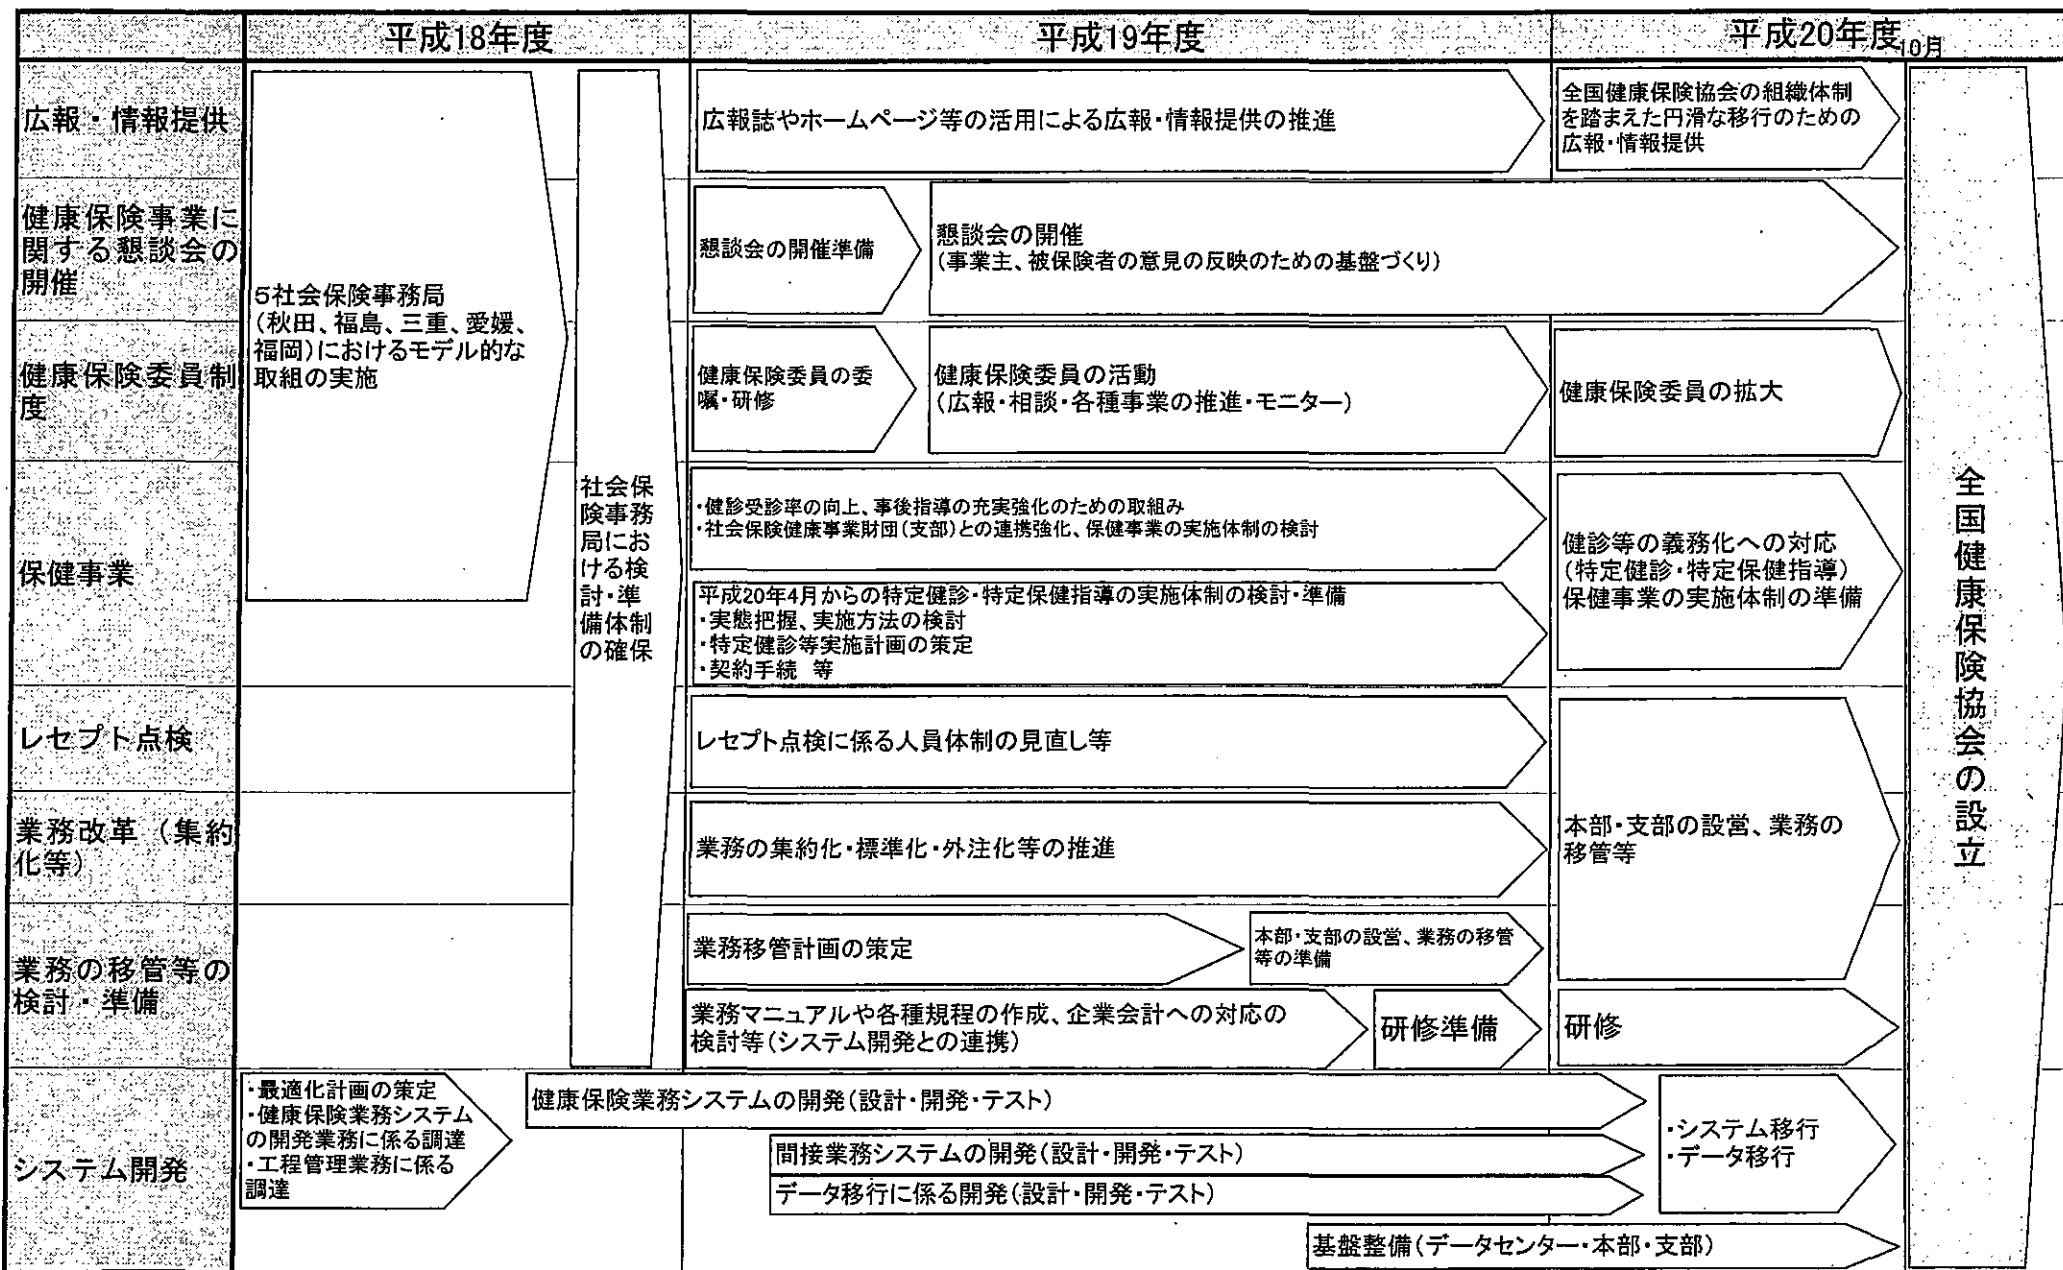 平成18年度
平成19年度
平成20年度
10月
広報・情報提供
広報誌やホームページ等の活用による広報・情報提供の推進
全国健康保険協会の組織体制
を踏まえた円滑な移行のための
広報・情報提供
健康保険事業に
関する懇談会の
開催
5社会保険事務局
(秋田、福島、三重、愛媛、
福岡)におけるモデル的な
取組の実施
懇談会の開催準備
懇談会の開催
(事業主、被保険者の意見の反映のための基盤づくり)
健康保険委員制
度
健康保険委員の委
嘱・研修
健康保険委員の活動
(広報・相談・各種事業の推進・モニター)
健康保険委員の拡大
保健事業
社会保
険事務
局にお
ける検
討・準
備体制
の確保
・健診受診率の向上、事後指導の充実強化のための取組み
・社会保険健康事業財団(支部)との連携強化、保健事業の実施体制の検討
平成20年4月からの特定健診・特定保健指導の実施体制の検討・準備
・実態把握、実施方法の検討
・特定健診等実施計画の策定
・契約手続 等
健診等の義務化への対応
(特定健診・特定保健指導)
保健事業の実施体制の準備
全国健康保険協会の設立
レセプト点検
レセプト点検に係る人員体制の見直し等
業務改革(集約
化等)
業務の集約化・標準化・外注化等の推進
本部・支部の設営、業務の
移管等
業務の移管等の
検討・準備
業務移管計画の策定
本部・支部の設営、業務の移管
等の準備
業務マニュアルや各種規程の作成、企業会計への対応の
検討等(システム開発との連携)
研修準備
研修
システム開発
・最適化計画の策定
・健康保険業務システム
の開発業務に係る調達
・工程管理業務に係る
調達
健康保険業務システムの開発(設計・開発・テスト)
間接業務システムの開発(設計・開発・テスト)
データ移行に係る開発(設計・開発・テスト)
・システム移行
・データ移行
基盤整備(データセンター・本部・支部)